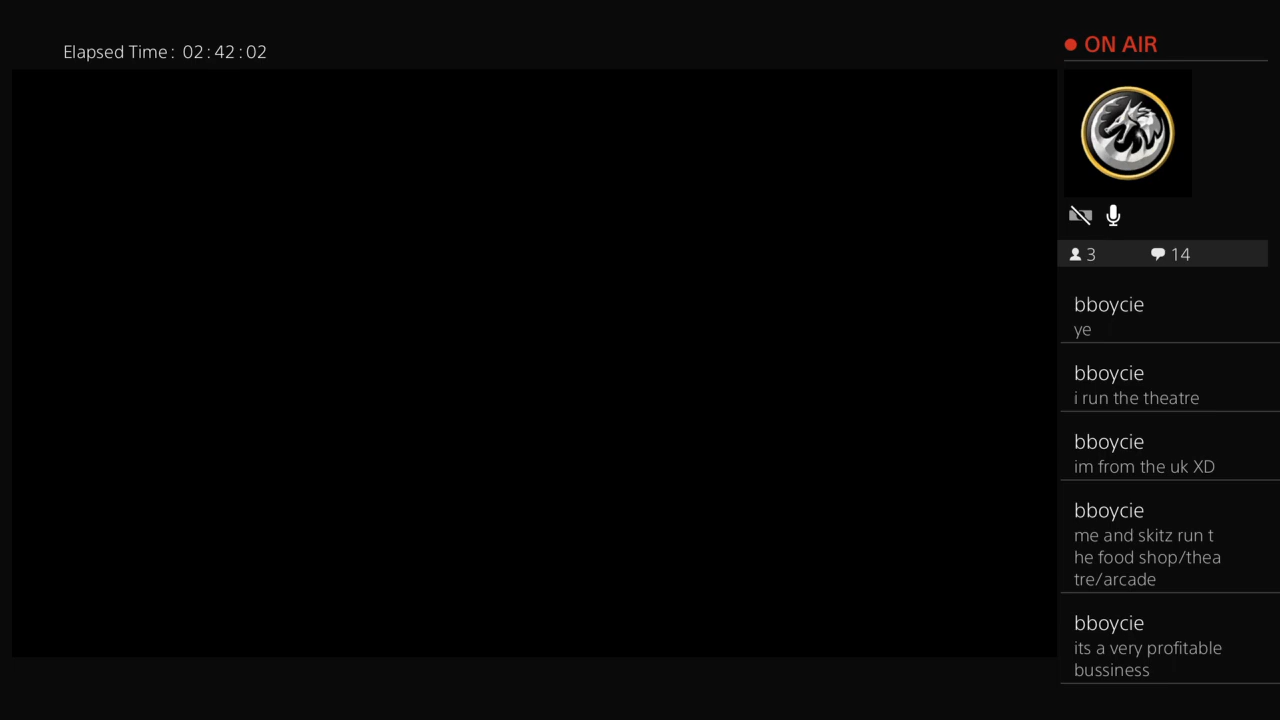 Elapsed Time: 02:42:02
ON AIR
3 14
bboycie
ye
bboycie
i run the theatre
bboycie
im from the uk XD
bboycie
me and skitz run t
he food shop/thea
tre/arcade
bboycie
its a very profitable
bussiness